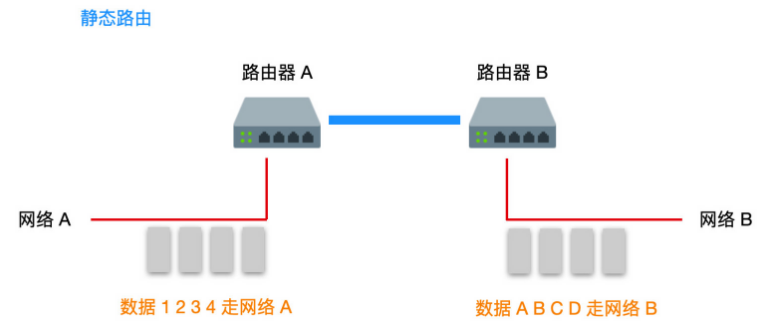 静态路由
路由器 A
路由器 B
网络 A
网络 B
数据 1 2 3 4 走网络 A
数据 A B C D 走网络 B